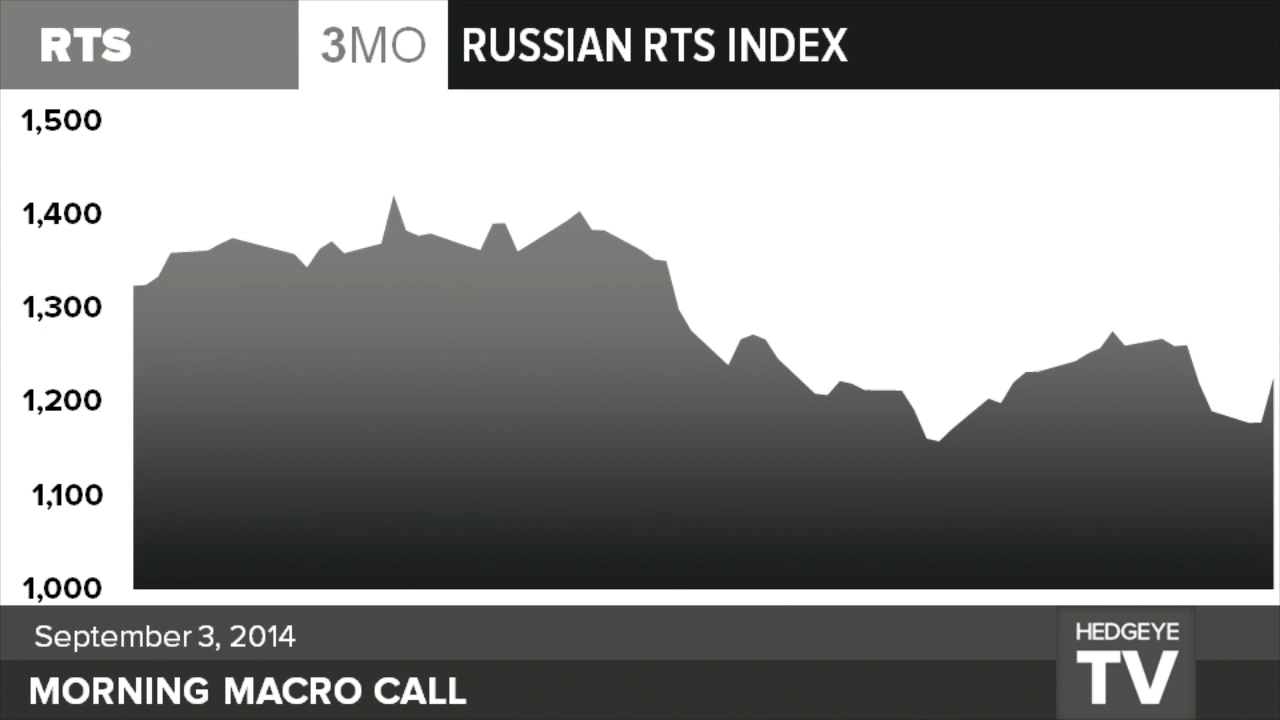 RTS
3MO
RUSSIAN RTS INDEX
1,500
1,400
1,300
1,200
1,100
1,000
September 3, 2014
MORNING MACRO CALL
HEDGEYE
TV